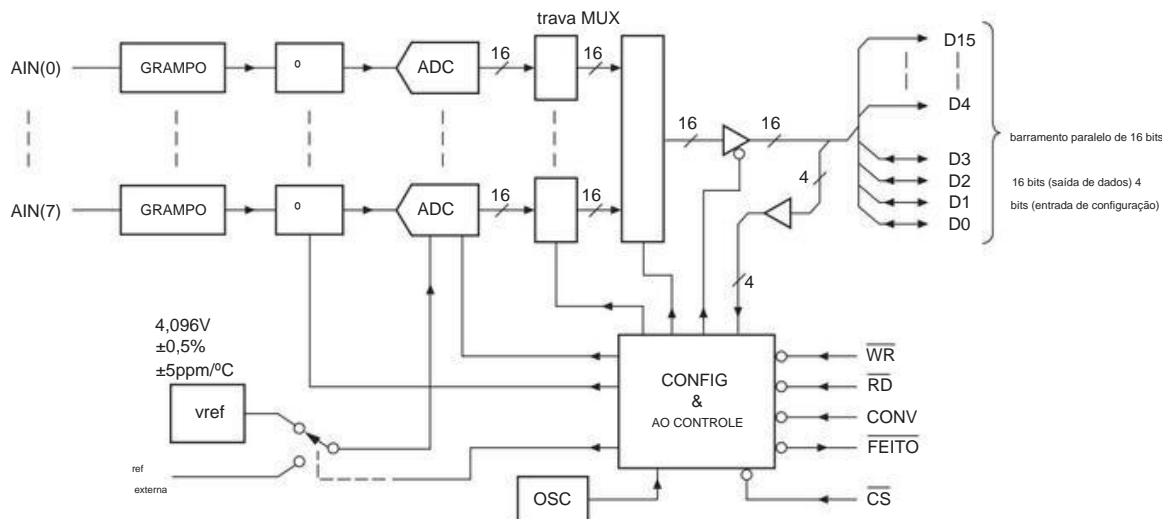 trava MUX
AIN(0)
GRAMPO
o
ADC
16
16
D15
D4
16
16
barramento paralelo de 16 bits
D3
4
D2
16 bits (saída de dados) 4
D1
bits (entrada de configuração)
D0
AIN(7)
GRAMPO
o
ADC
16
16
4
4,096V
±0,5%
±5ppm/ºC
vref
ref
externa
CONFIG
&
AO CONTROLE
OSC
WR
RD
CONV
FEITO
CS